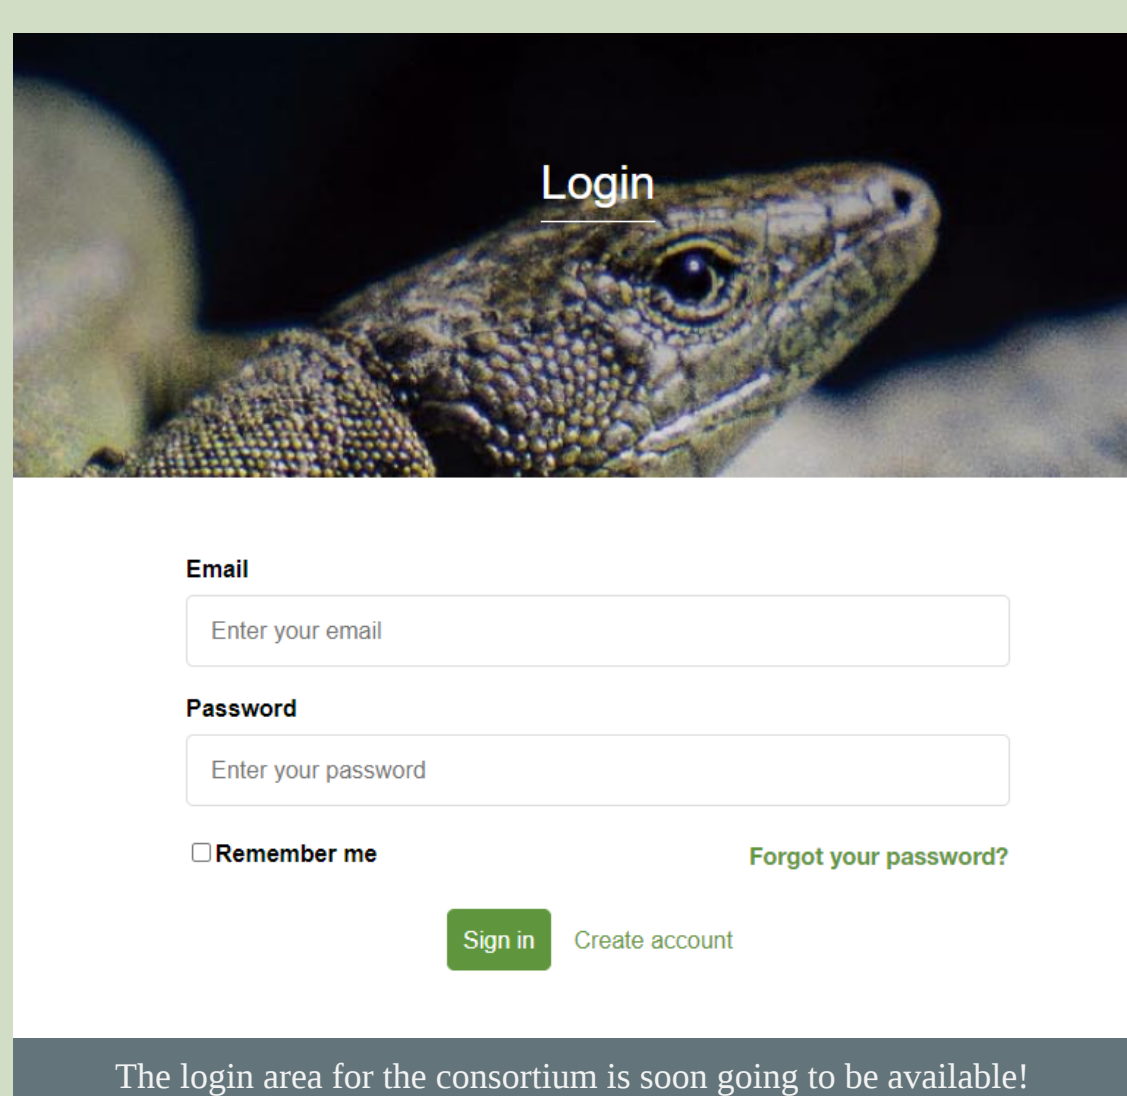 Login
Email
Enter your email
Password
Enter your password
Remember me
Forgot your password?
Sign in
Create account
The login area for the consortium is soon going to be available!